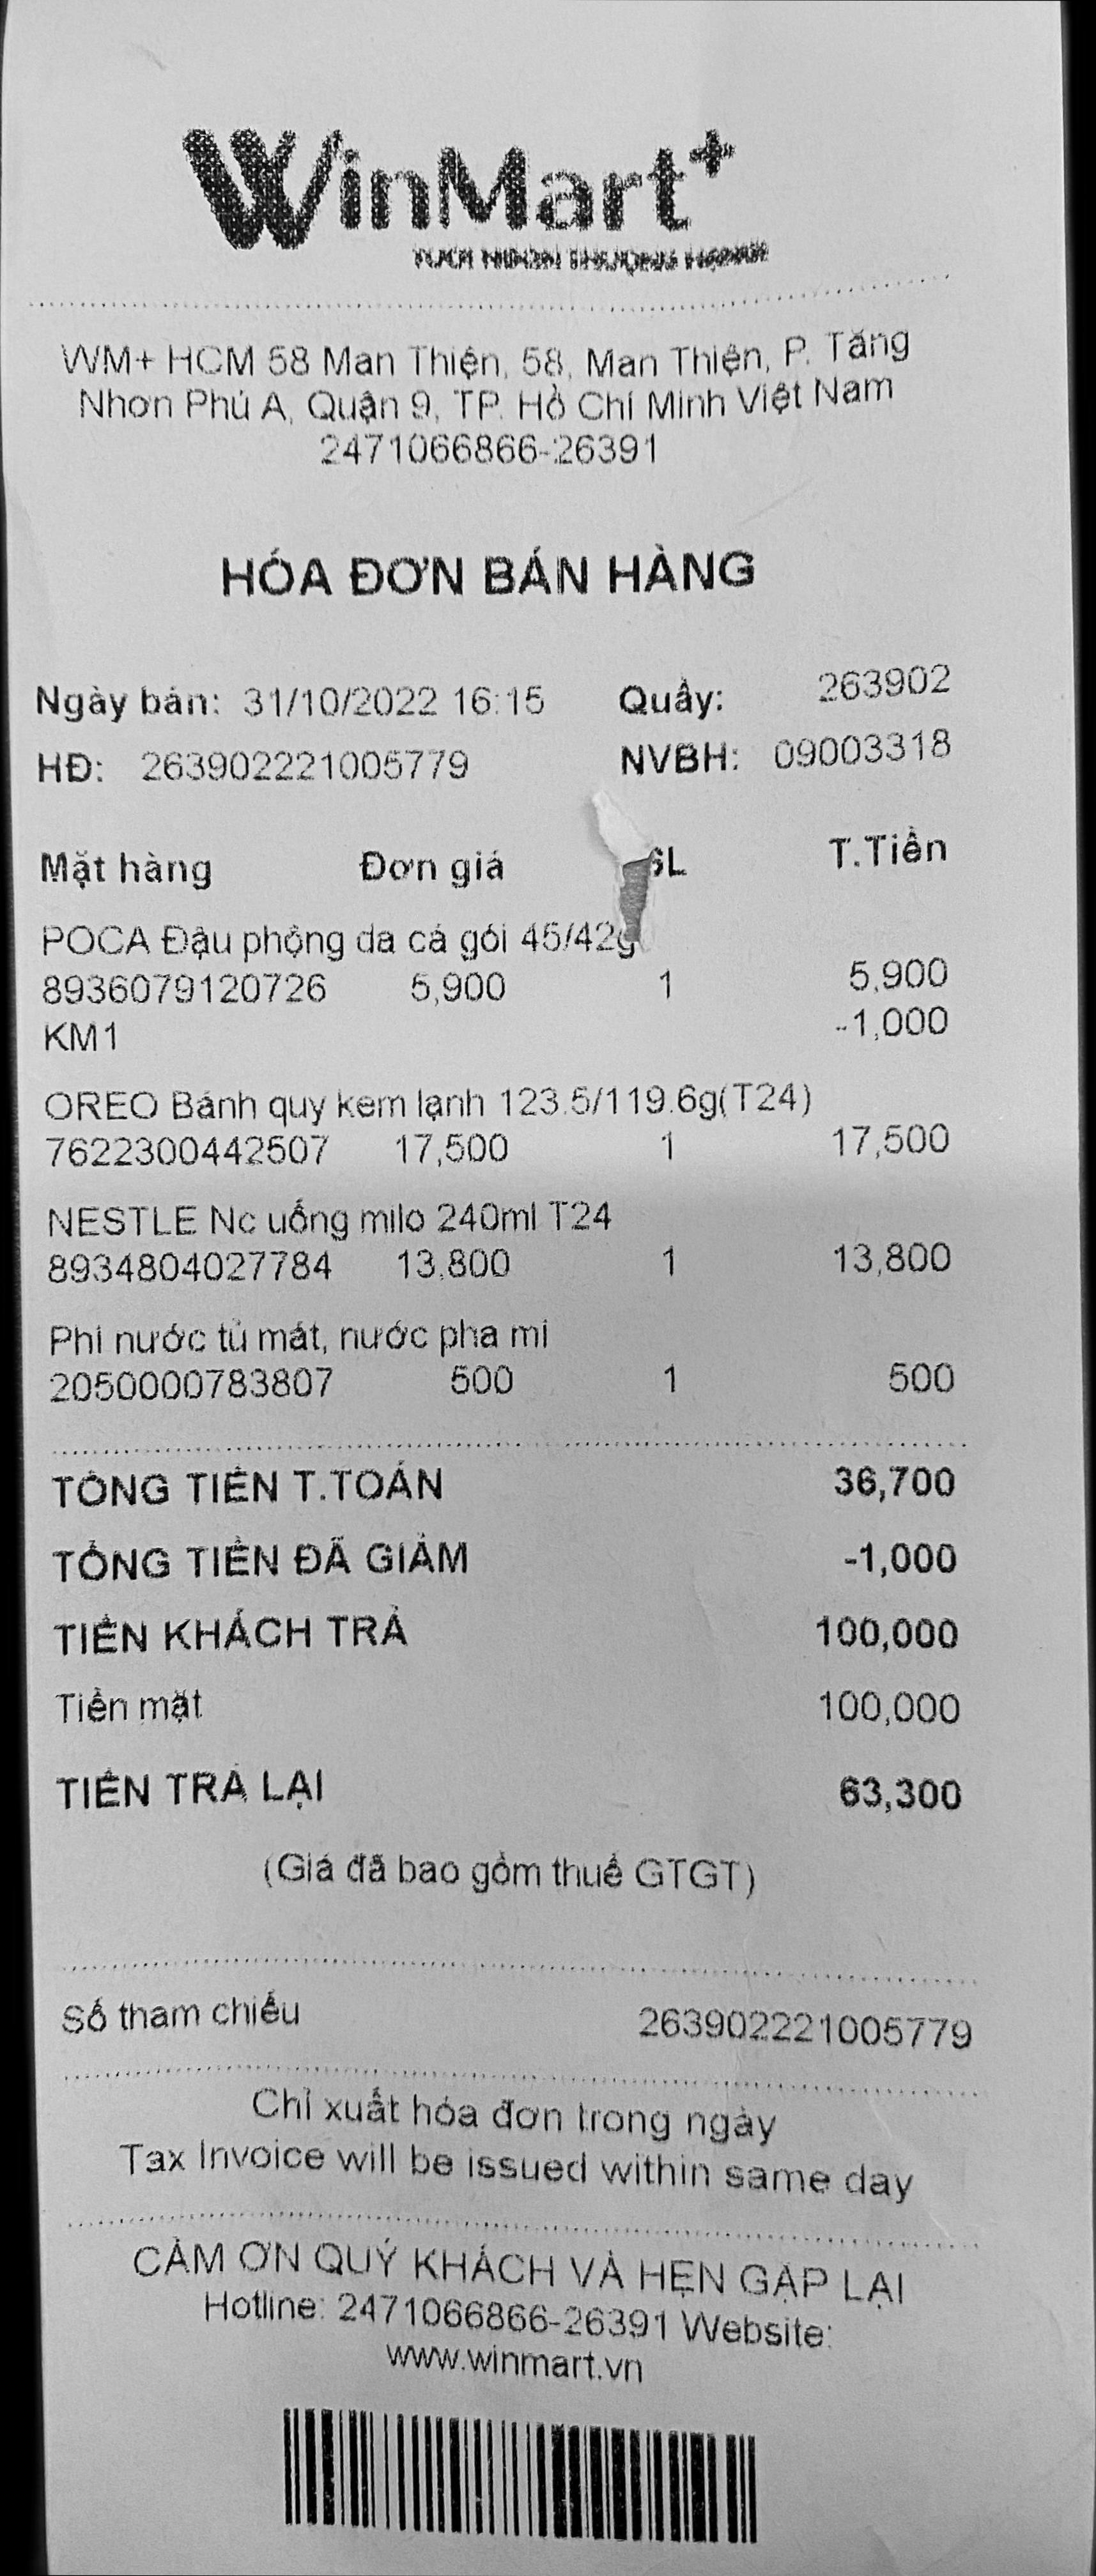 WinMart+
WM+ HCM 58 Man Thiện, 58, Man Thiện, P. Tăng
Nhơn Phú A, Quận 9, TP. Hồ Chí Minh Việt Nam
2471066866-26391
HÓA ĐƠN BÁN HÀNG
Ngày bán: 31/10/2022 16:15 Quầy: 263902
HĐ: 263902221005779 NVBH: 09003318
Mặt hàng Đơn giá SL T.Tiền
POCA Đậu phộng da cá gói 45/42g
8936079120726 5,900 1 5,900
KM1 -1,000
OREO Bánh quy kem lạnh 123.5/119.6g(T24)
7622300442507 17,500 1 17,500
NESTLE Nc uống milo 240ml T24
8934804027784 13,800 1 13,800
Phí nước tủ mát, nước pha mì
2050000783807 500 1 500
TỔNG TIỀN T.TOÁN 36,700
TỔNG TIỀN ĐÃ GIẢM -1,000
TIỀN KHÁCH TRẢ 100,000
Tiền mặt 100,000
TIỀN TRẢ LẠI 63,300
(Giá đã bao gồm thuế GTGT)
Số tham chiếu 263902221005779
Chỉ xuất hóa đơn trong ngày
Tax Invoice will be issued within same day
CẢM ƠN QUÝ KHÁCH VÀ HẸN GẶP LẠI
Hotline: 2471066866-26391 Website:
www.winmart.vn